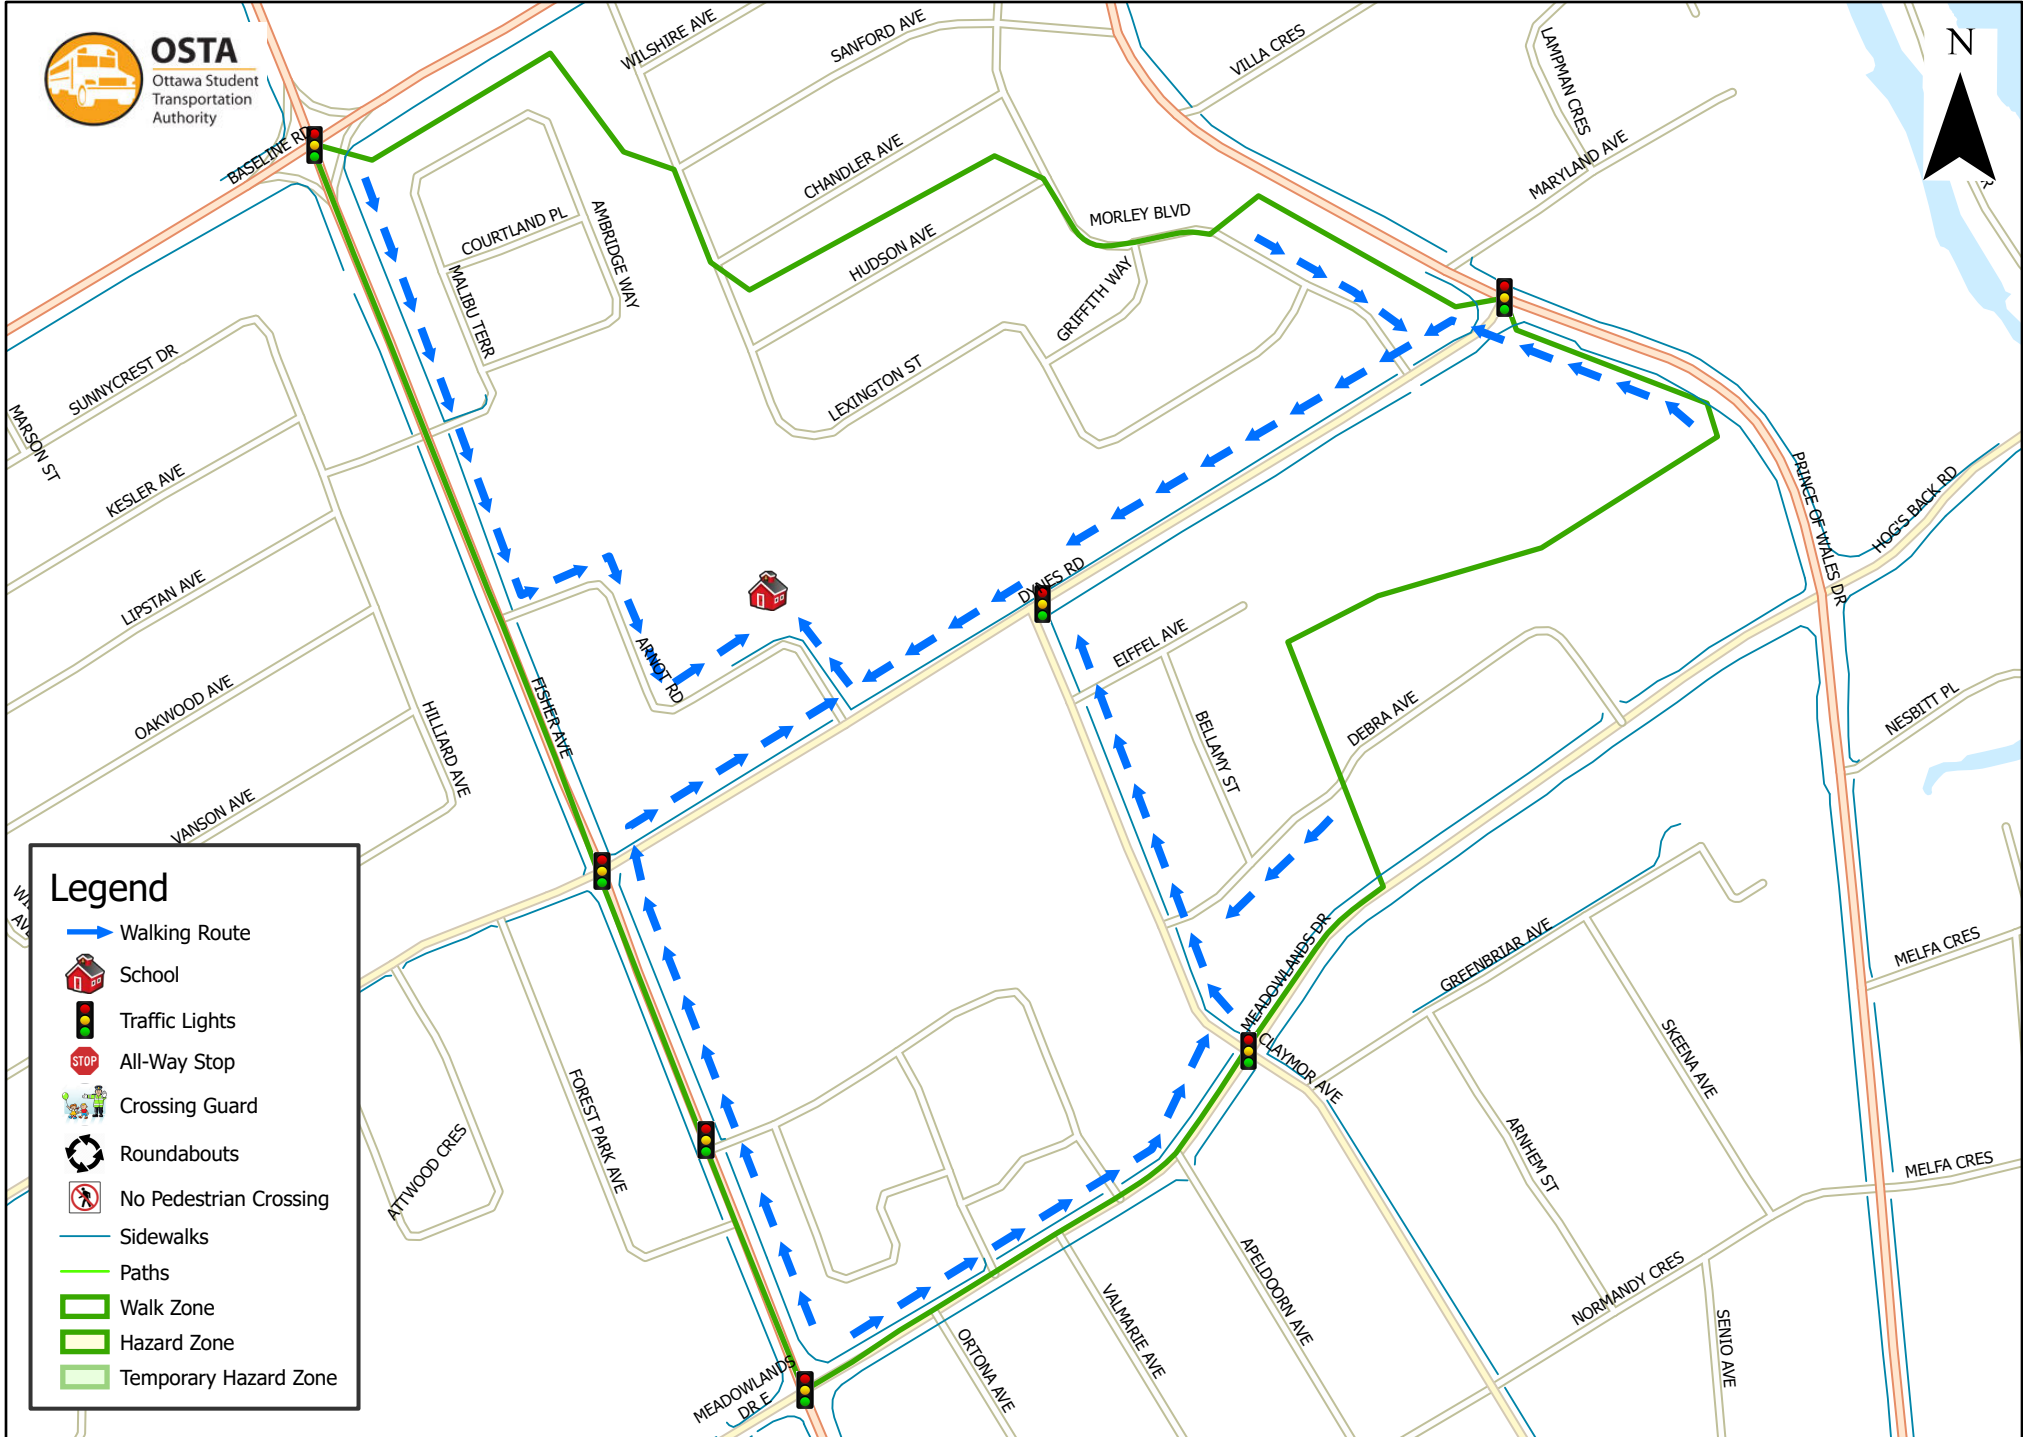 OSTA
Ottawa Student
Transportation
Authority
N
BASELINE RD
WILSHIRE AVE
SANFORD AVE
VILLA CRES
LAMPMAN CRES
MARYLAND AVE
CHANDLER AVE
HUDSON AVE
MORLEY BLVD
GRIFFITH WAY
COURTLAND PL
AMBRIDGE WAY
MALIBU TERR
LEXINGTON ST
SUNNYCREST DR
MARSON ST
KESLER AVE
LIPSTAN AVE
OAKWOOD AVE
VANSON AVE
HILLIARD AVE
FISHER AVE
ARNOT RD
DYNES RD
EIFFEL AVE
BELLAMY ST
DEBRA AVE
PRINCE OF WALES DR
HOG'S BACK RD
NESBITT PL
MEADOWLANDS DR
CLAYMOR AVE
GREENBRIAR AVE
MELFA CRES
SKEENA AVE
ARNHEM ST
MELFA CRES
NORMANDY CRES
SENIO AVE
APELDOORN AVE
VALMARIE AVE
ORTONA AVE
MEADOWLANDS
DR E
FOREST PARK AVE
ATTWOOD CRES
Legend
Walking Route
School
Traffic Lights
STOP
All-Way Stop
Crossing Guard
Roundabouts
No Pedestrian Crossing
Sidewalks
Paths
Walk Zone
Hazard Zone
Temporary Hazard Zone